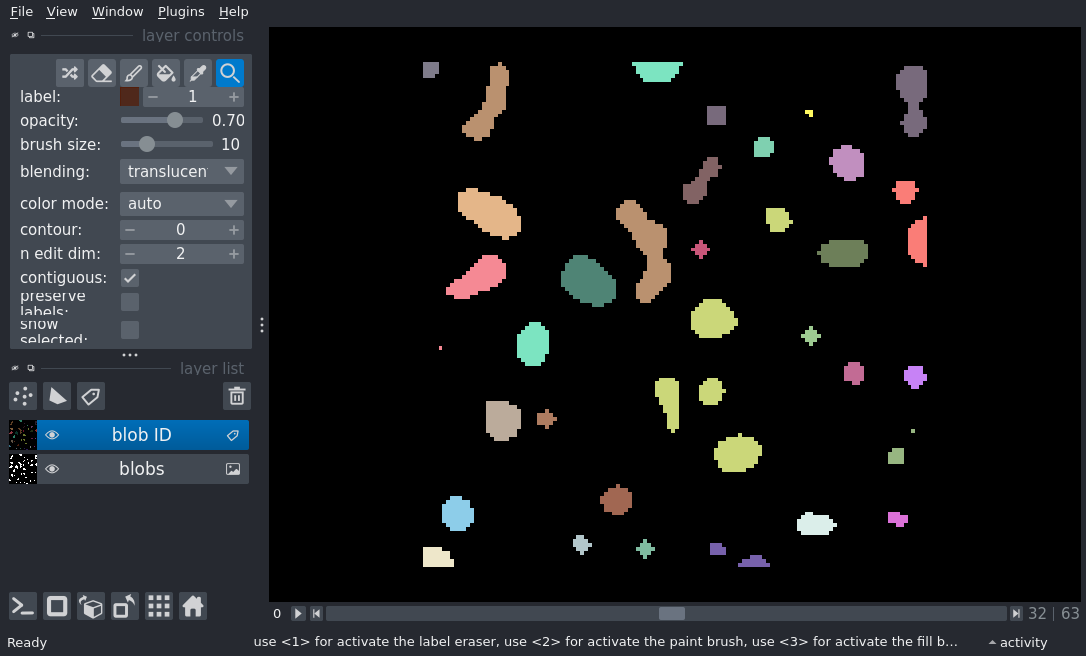 File View Window Plugins Help
layer controls
label: − 1 +
opacity: 0.70
brush size: 10
blending: translucen
color mode: auto
contour: − 0 +
n edit dim: − 2 +
contiguous:
preserve
labels:
show
selected:
layer list
blob ID
blobs
0 32 | 63
Ready use <1> for activate the label eraser, use <2> for activate the paint brush, use <3> for activate the fill b... activity